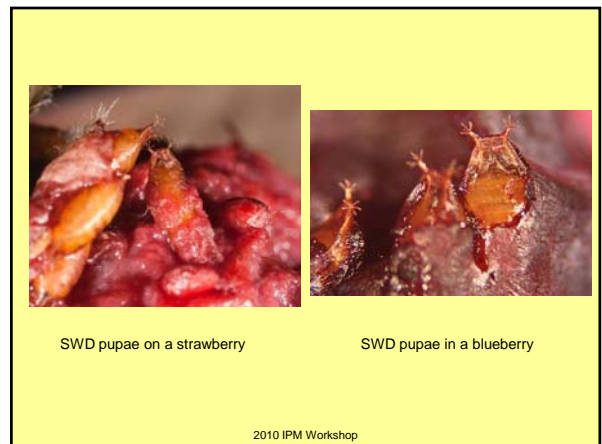 SWD pupae on a strawberry
SWD pupae in a blueberry
2010 IPM Workshop